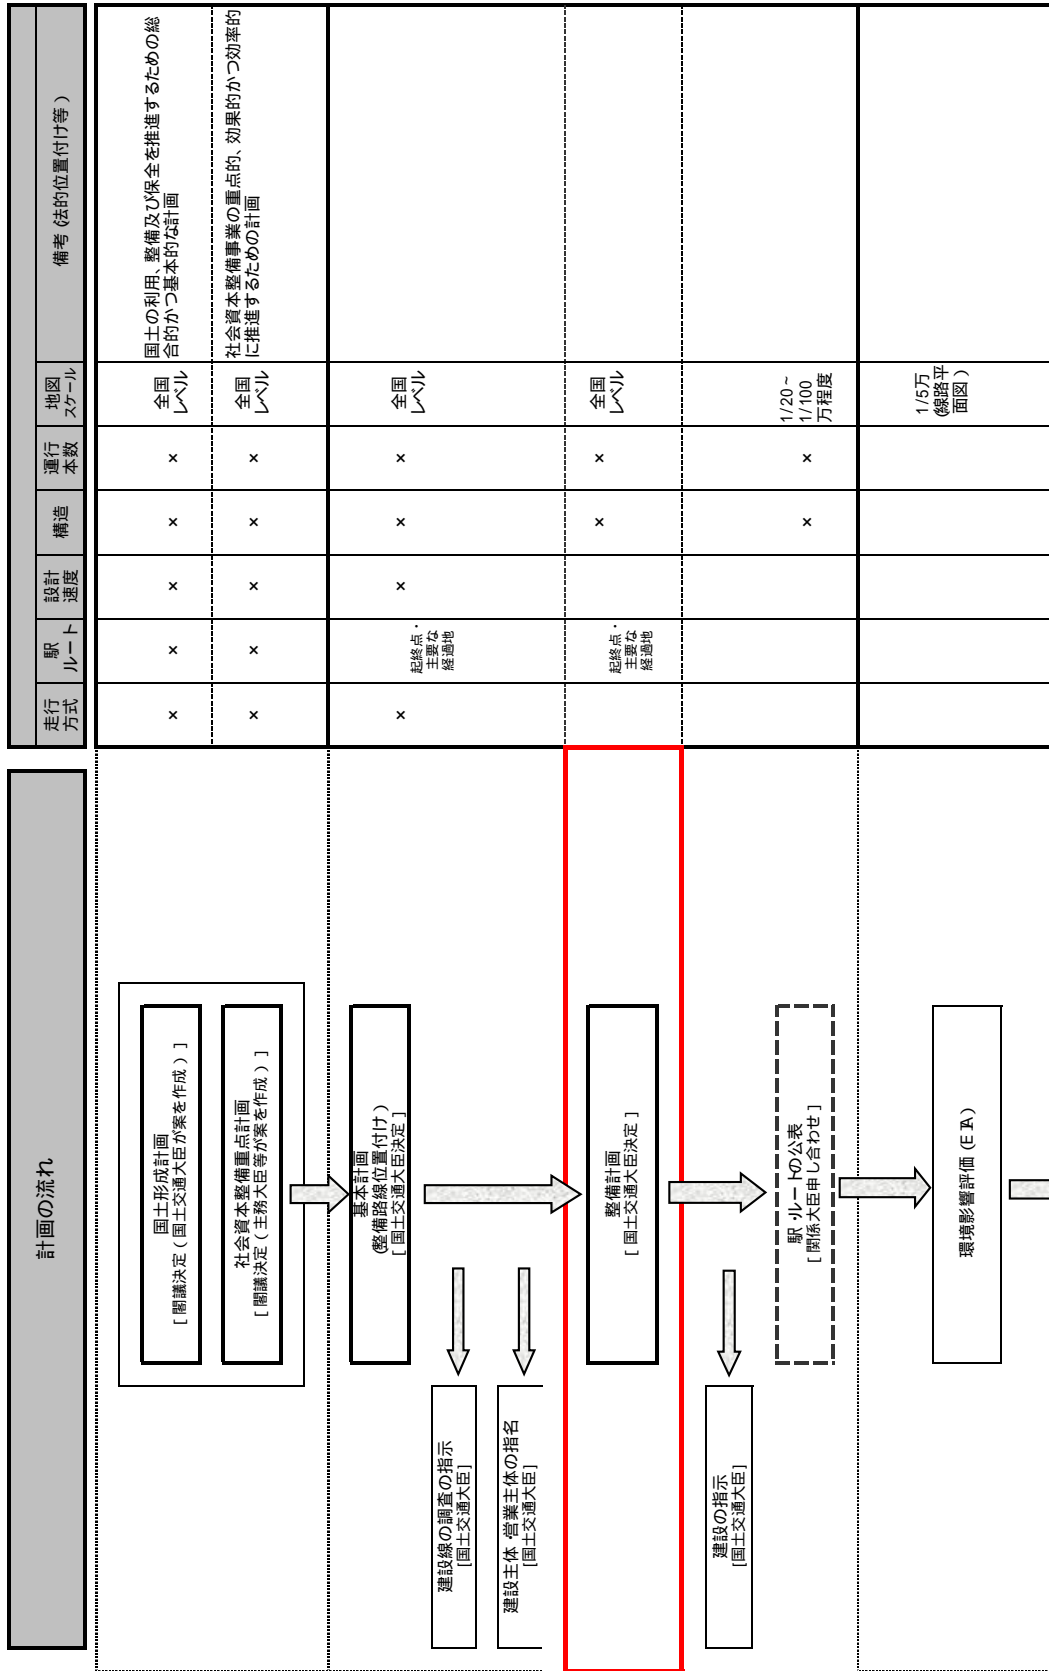 計画の流れ
走行
方式
駅
ルート
設計
速度
構造
運行
本数
地図
スケール
備考（法的位置付け等）
国土形成計画
[閣議決定（国土交通大臣が案を作成）]
×
×
×
×
×
全国
レベル
国土の利用、整備及び保全を推進するための総
合的かつ基本的な計画
社会資本整備重点計画
[閣議決定（主務大臣等が案を作成）]
×
×
×
×
×
全国
レベル
社会資本整備事業の重点的、効果的かつ効率的
に推進するための計画
基本計画
（整備路線位置付け）
[国土交通大臣決定]
×
起終点・
主要な
経過地
×
×
×
全国
レベル
建設線の調査の指示
[国土交通大臣]
建設主体・営業主体の指名
[国土交通大臣]
整備計画
[国土交通大臣決定]
起終点・
主要な
経過地
×
×
全国
レベル
建設の指示
[国土交通大臣]
駅・ルートの公表
[関係大臣申し合わせ]
×
×
1/20～
1/100
万程度
環境影響評価（EIA）
1/5万
（線路平
面図）